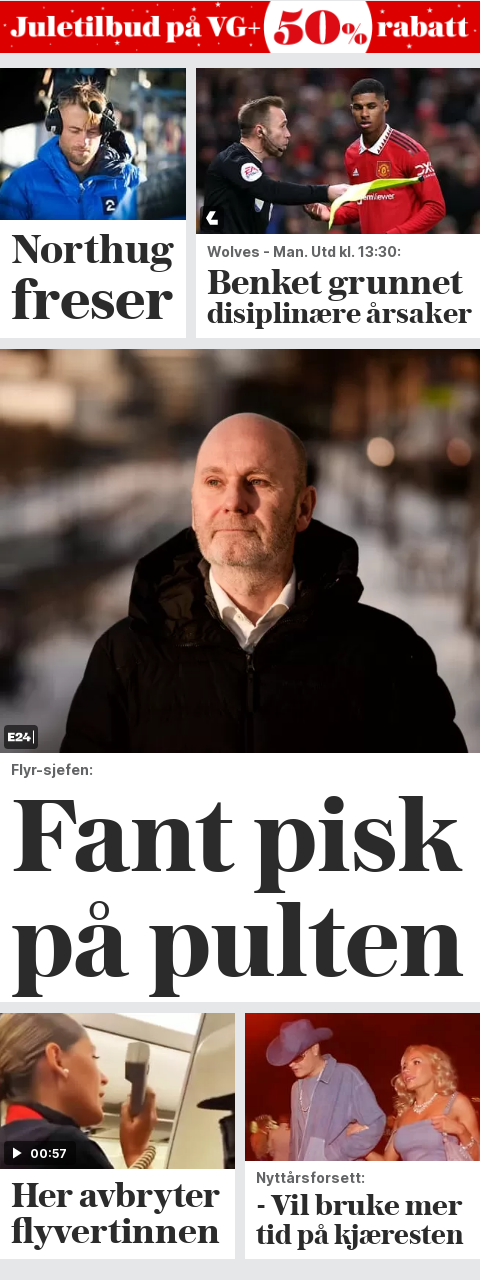 Juletilbud på VG+ 50% rabatt
2
Northug
freser
Wolves - Man. Utd kl. 13:30:
Benket grunnet
disiplinære årsaker
E24
Flyr-sjefen:
Fant pisk
på pulten
00:57
Her avbryter
flyvertinnen
Nyttårsforsett:
- Vil bruke mer
tid på kjæresten